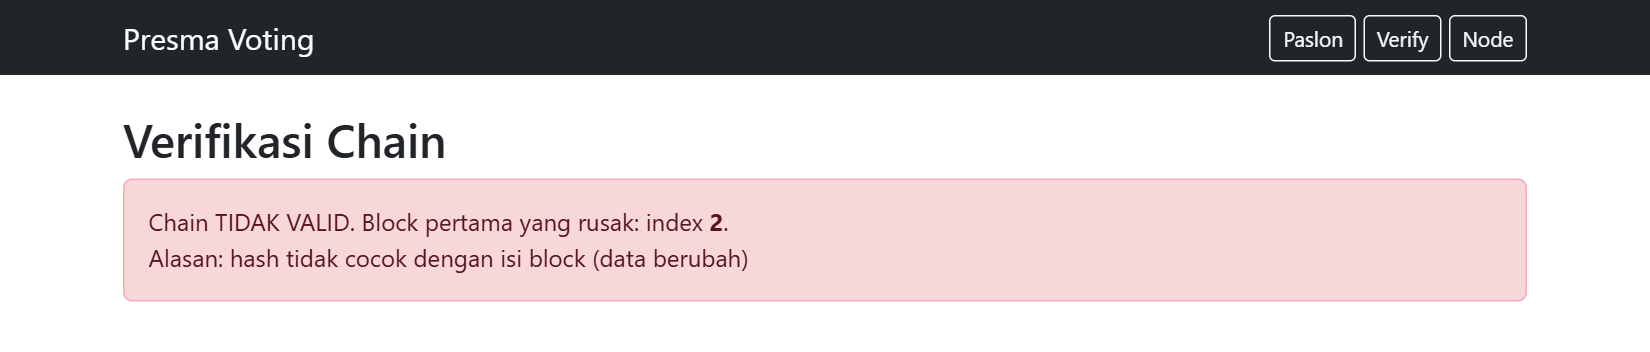 Presma Voting
Paslon
Verify
Node
Verifikasi Chain
Chain TIDAK VALID. Block pertama yang rusak: index 2.
Alasan: hash tidak cocok dengan isi block (data berubah)